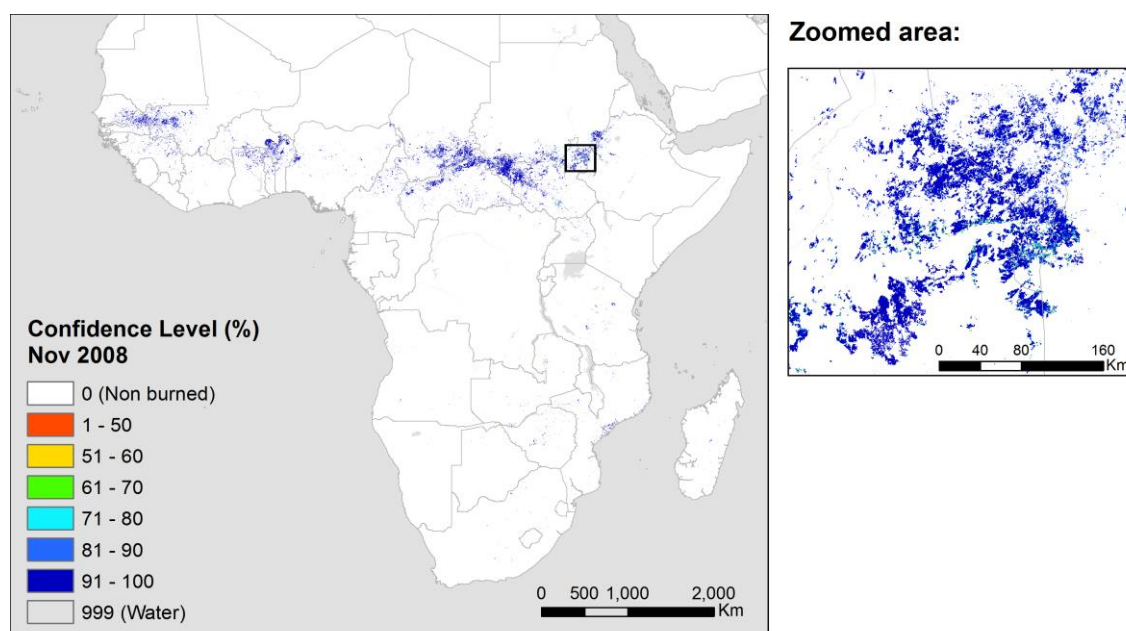 Zoomed area:
Confidence Level (%)
Nov 2008
0 (Non burned)
1 - 50
51 - 60
61 - 70
71 - 80
81 - 90
91 - 100
999 (Water)
0 500 1,000 2,000
Km
0 40 80 160
Km